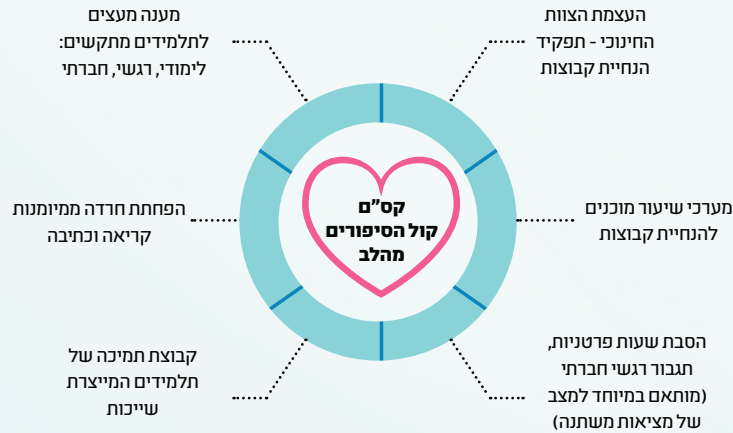 העצמת הצוות
החינוכי - תפקיד
הנחיית קבוצות
מענה מעצים
לתלמידים מתקשים:
לימודי, רגשי, חברתי
קס"ם
קול הסיפורים
מהלב
מערכי שיעור מוכנים
להנחיית קבוצות
הפחתת חרדה ממיומנות
קריאה וכתיבה
הסבת שעות פרטניות,
תגבור רגשי חברתי
(מותאם במיוחד למצב
של מציאות משתנה)
קבוצת תמיכה של
תלמידים המייצרת
שייכות